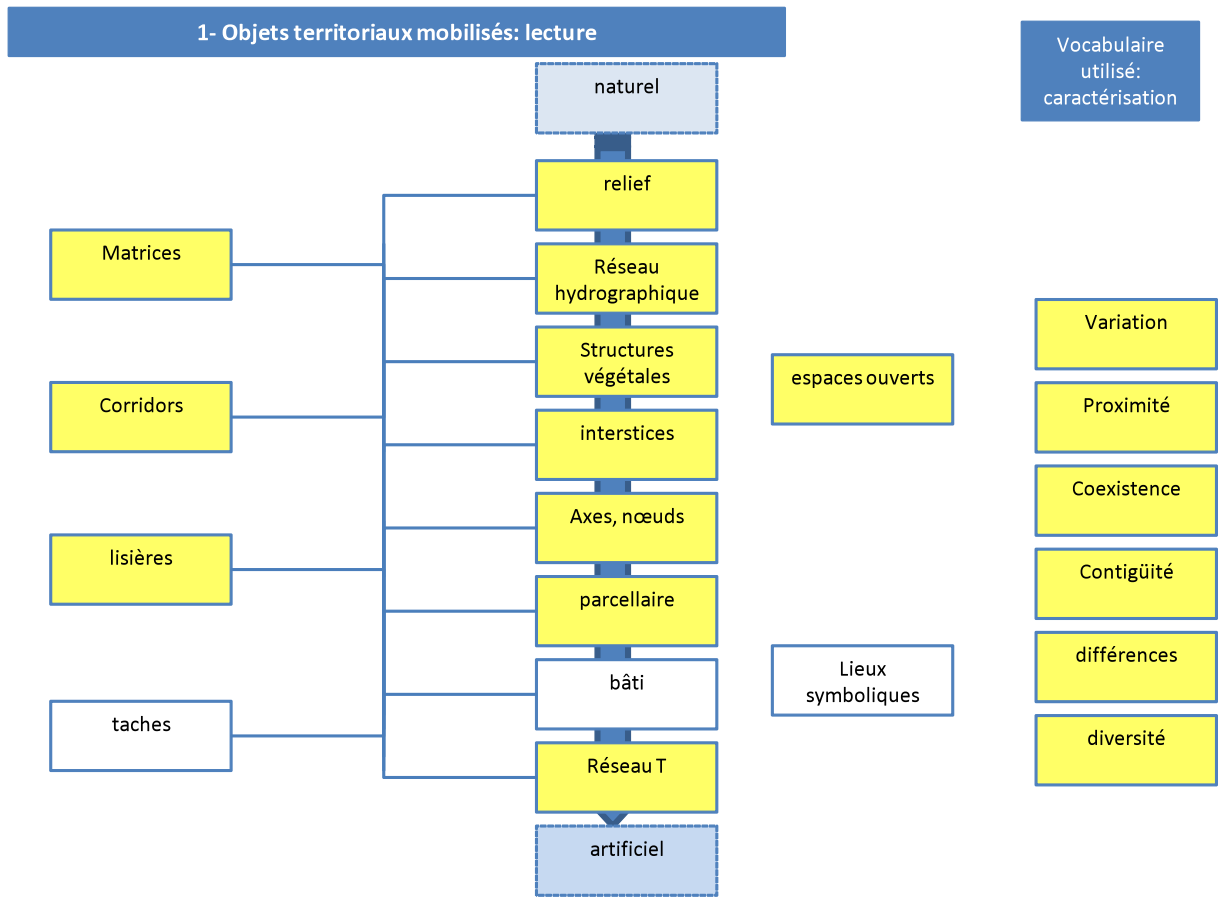 1- Objets territoriaux mobilisés: lecture
Vocabulaire
utilisé:
caractérisation
naturel
relief
Réseau
hydrographique
Structures
végétales
interstices
Axes, nœuds
parcellaire
bâti
Réseau T
artificiel
Matrices
Corridors
lisières
taches
espaces ouverts
Lieux
symboliques
Variation
Proximité
Coexistence
Contigüité
différences
diversité